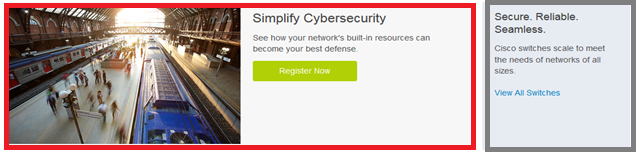 Simplify Cybersecurity
See how your network's built-in resources can
become your best defense.
Register Now
Secure. Reliable.
Seamless.
Cisco switches scale to meet
the needs of networks of all
sizes.
View All Switches